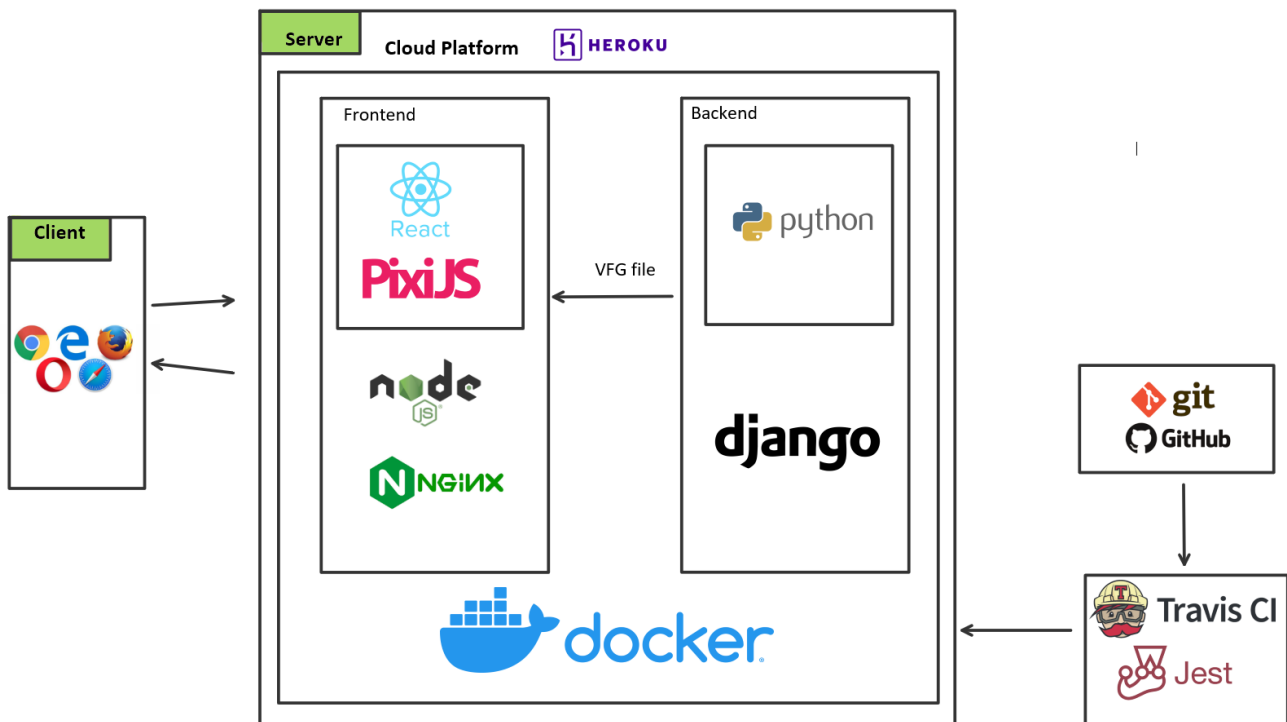 Server
Cloud Platform
HEROKU
Frontend
Backend
React
PixiJS
python
Client
VFG file
node
JS
NGiNX
django
git
GitHub
docker
T
Travis CI
Jest